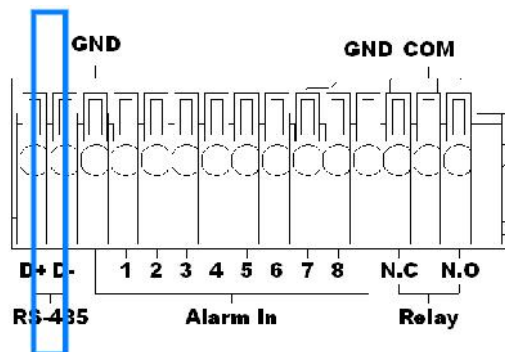 GND GND COM
D+ D- 1 2 3 4 5 6 7 8 N.C N.O
RS-485 Alarm In Relay